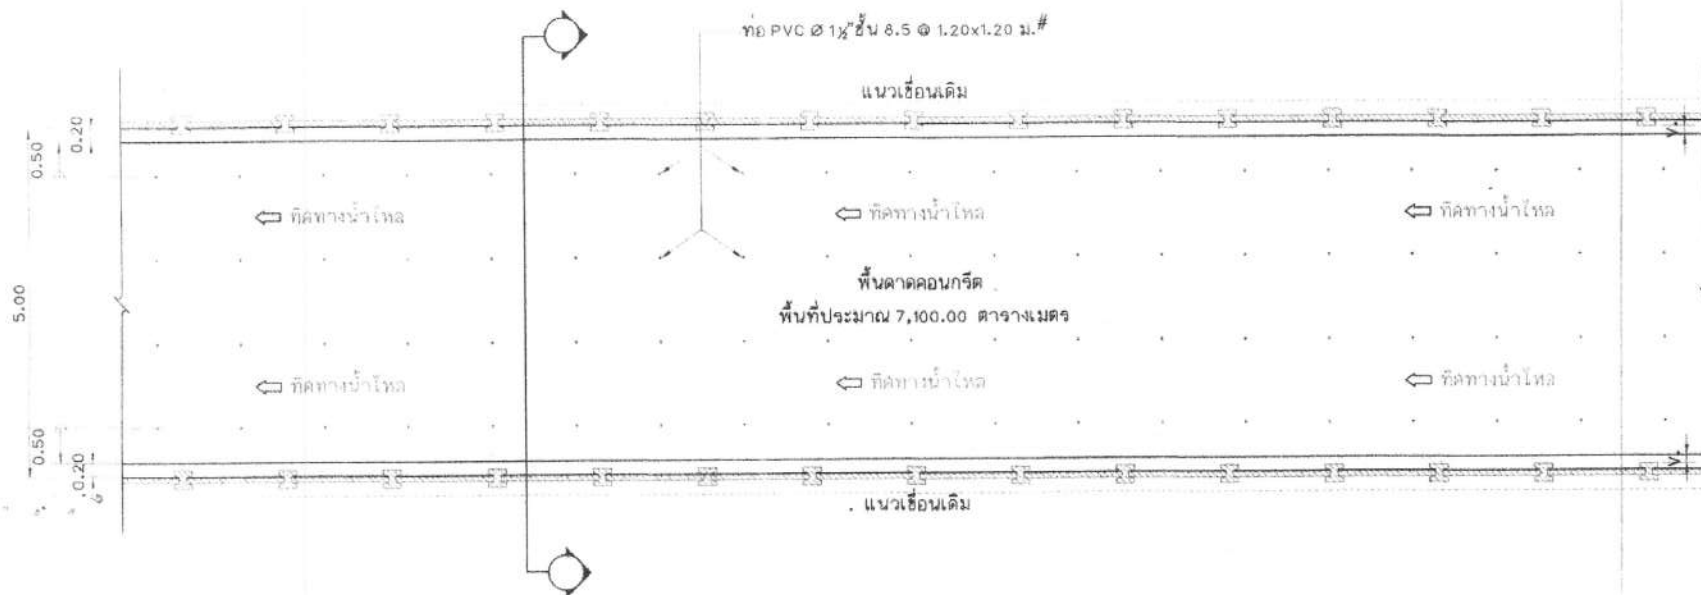 ท่อ PVC Ø 1½" ชั้น 8.5 @ 1.20x1.20 ม.#
แนวเขื่อนเดิม
0.20
0.50
ทิศทางน้ำไหล
ทิศทางน้ำไหล
ทิศทางน้ำไหล
พื้นดาดคอนกรีต
5.00
พื้นที่ประมาณ 7,100.00 ตารางเมตร
ทิศทางน้ำไหล
ทิศทางน้ำไหล
ทิศทางน้ำไหล
0.50
0.20
แนวเขื่อนเดิม